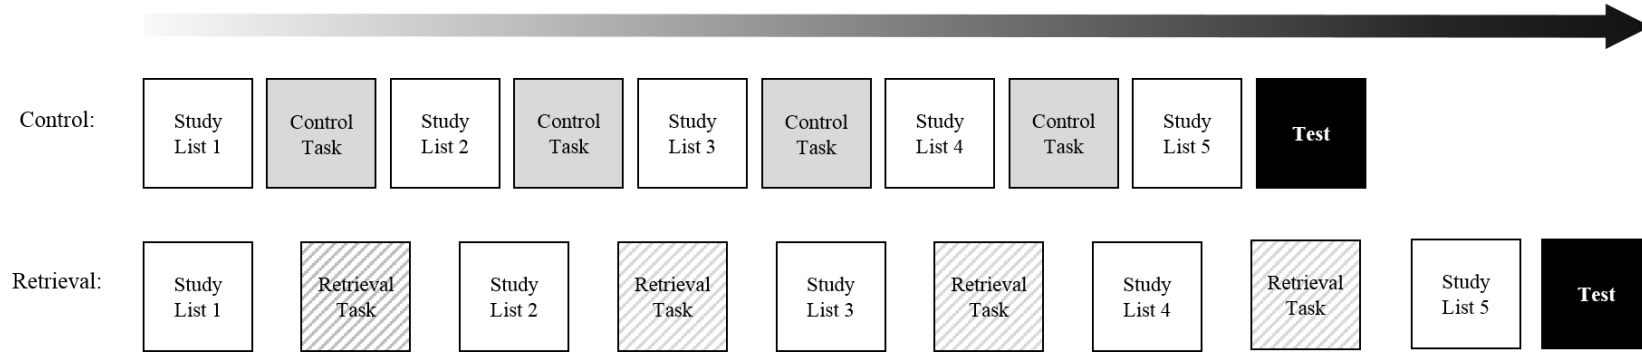 Control:
Study
List 1
Control
Task
Study
List 2
Control
Task
Study
List 3
Control
Task
Study
List 4
Control
Task
Study
List 5
Test
Retrieval:
Study
List 1
Retrieval
Task
Study
List 2
Retrieval
Task
Study
List 3
Retrieval
Task
Study
List 4
Retrieval
Task
Study
List 5
Test